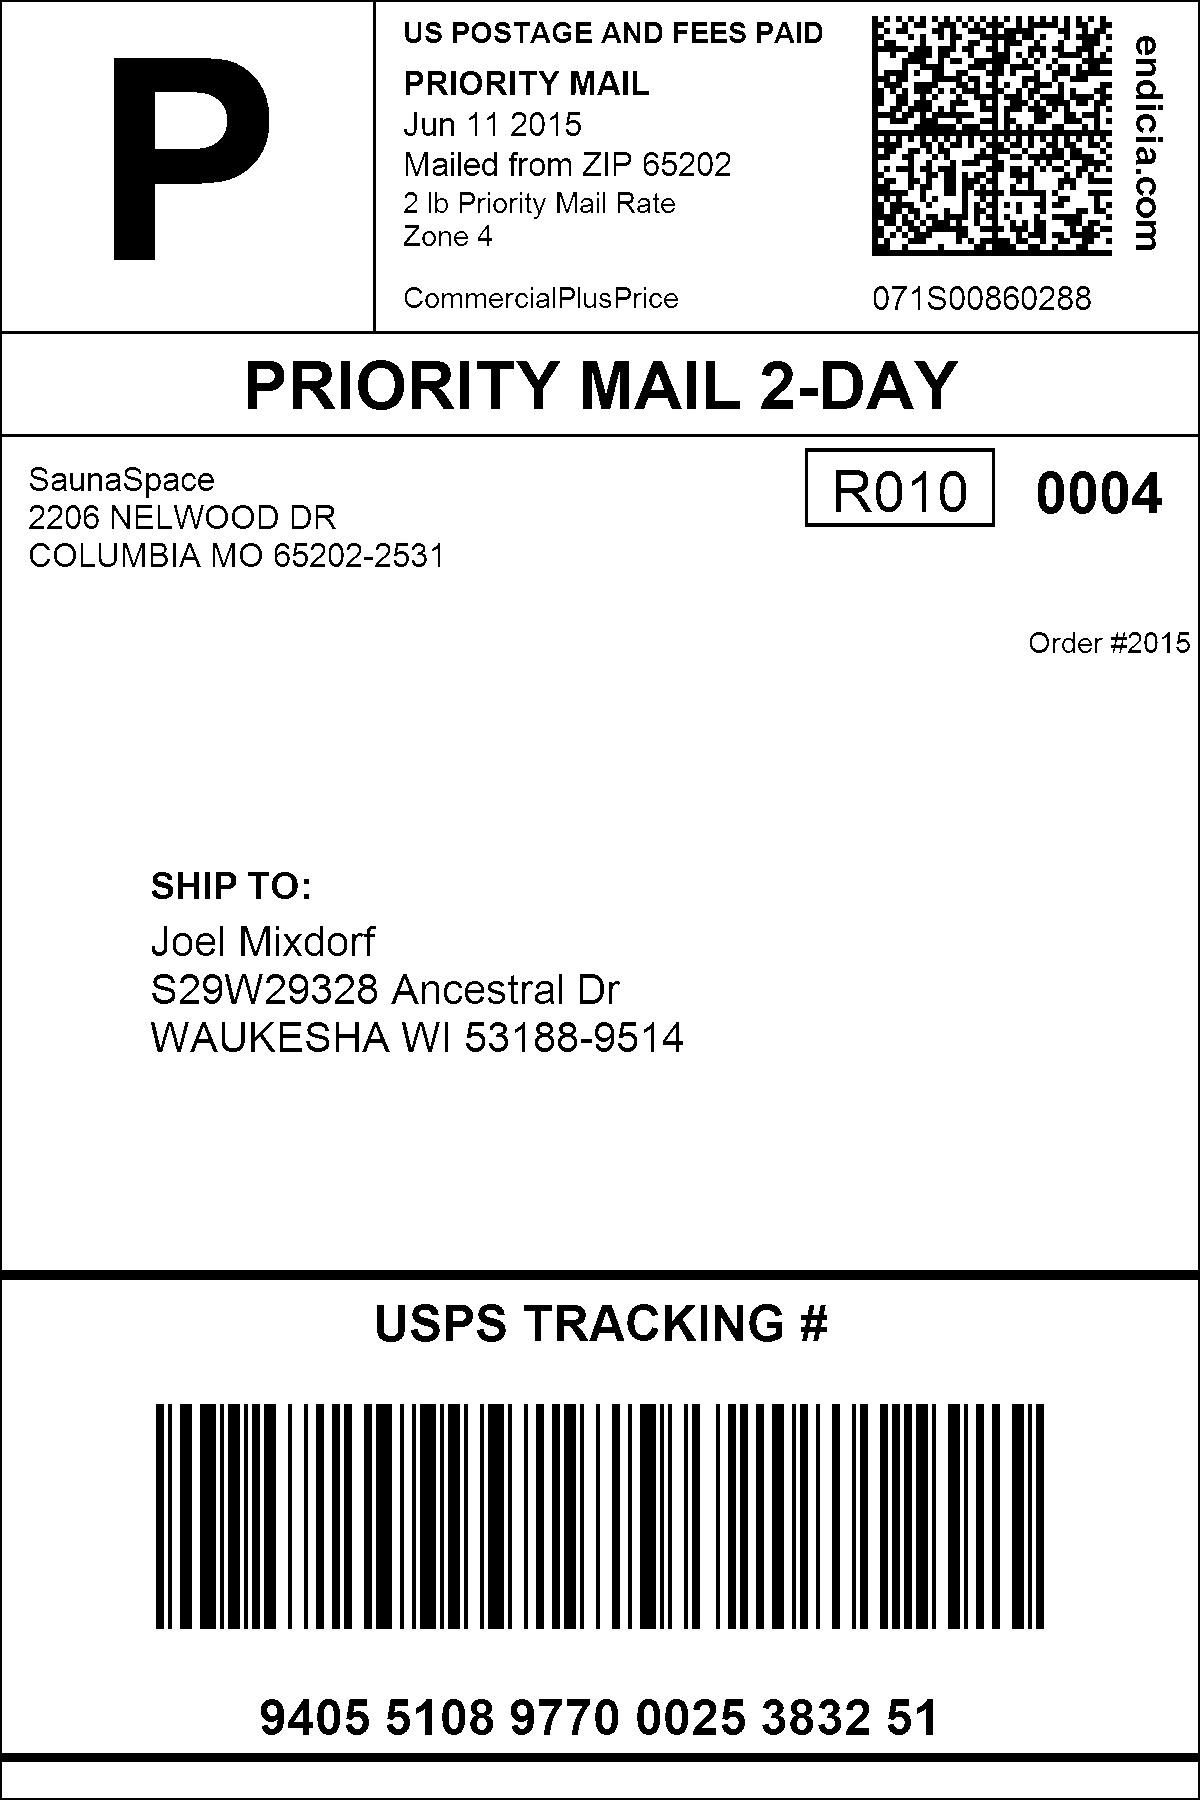 P
US POSTAGE AND FEES PAID
PRIORITY MAIL
Jun 11 2015
Mailed from ZIP 65202
2 lb Priority Mail Rate
Zone 4
CommercialPlusPrice
endicia.com
071S00860288
PRIORITY MAIL 2-DAY
SaunaSpace
2206 NELWOOD DR
COLUMBIA MO 65202-2531
R010 0004
Order #2015
SHIP TO:
Joel Mixdorf
S29W29328 Ancestral Dr
WAUKESHA WI 53188-9514
USPS TRACKING #
9405 5108 9770 0025 3832 51